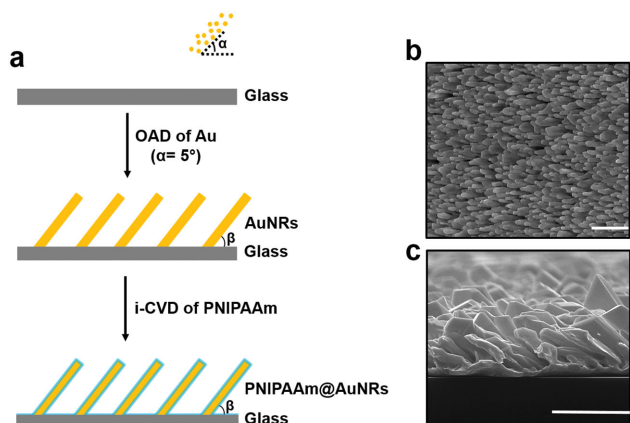 a
α
Glass
OAD of Au
(α= 5°)
AuNRs
β
Glass
i-CVD of PNIPAAm
PNIPAAm@AuNRs
β
Glass
b
c